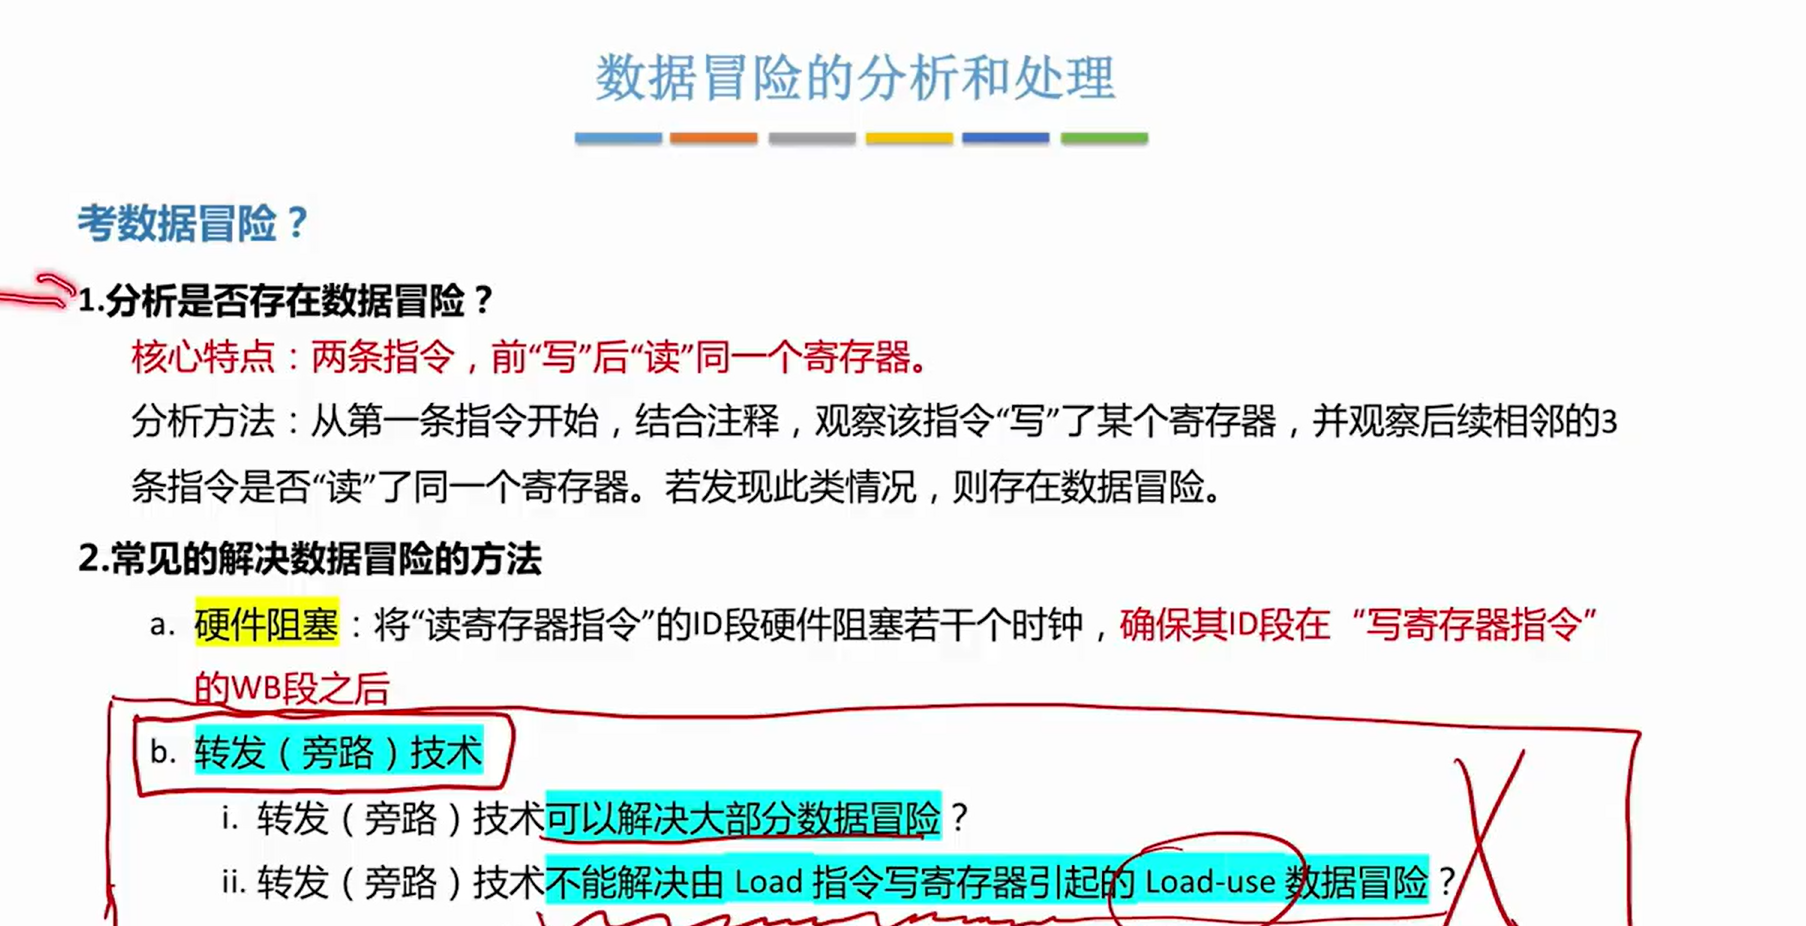 数据冒险的分析和处理
考数据冒险？
1.分析是否存在数据冒险？
核心特点：两条指令，前“写”后“读”同一个寄存器。
分析方法：从第一条指令开始，结合注释，观察该指令“写”了某个寄存器，并观察后续相邻的3
条指令是否“读”了同一个寄存器。若发现此类情况，则存在数据冒险。
2.常见的解决数据冒险的方法
a. 硬件阻塞：将“读寄存器指令”的ID段硬件阻塞若干个时钟，确保其ID段在“写寄存器指令”
的WB段之后
b. 转发（旁路）技术
i. 转发（旁路）技术可以解决大部分数据冒险？
ii. 转发（旁路）技术不能解决由 Load 指令写寄存器引起的 Load-use 数据冒险？